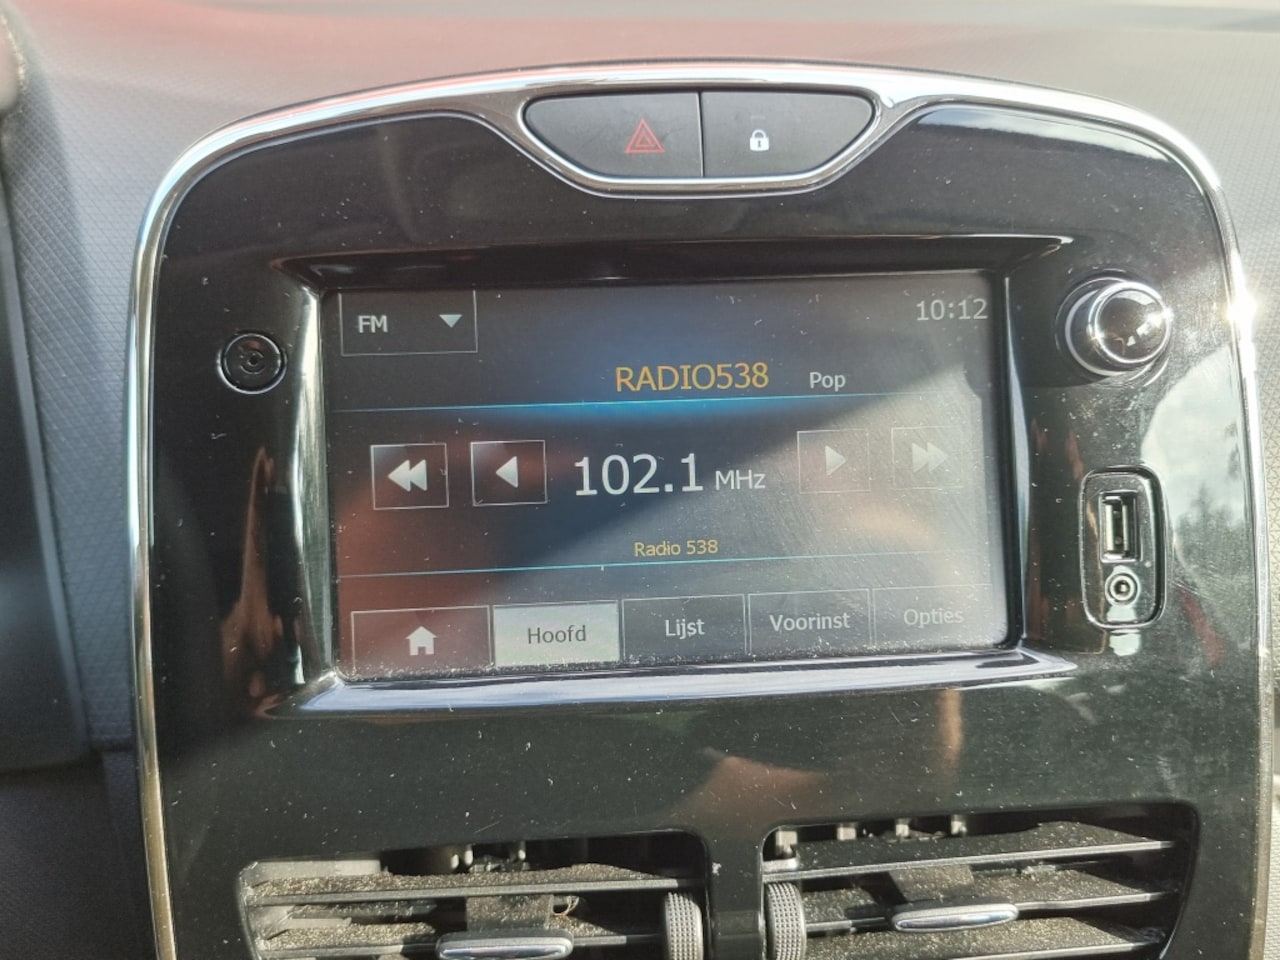 FM
10:12
RADIO538 Pop
102.1 MHz
Radio 538
Hoofd Lijst Voorinst Opties